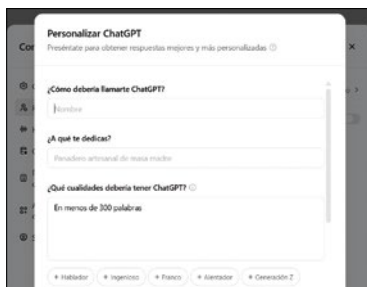 Personalizar ChatGPT
Preséntate para obtener respuestas mejores y más personalizadas
Con
¿Cómo debería llamarte ChatGPT?
Nombre
¿A qué te dedicas?
Panadero artesanal de masa madre
¿Qué cualidades debería tener ChatGPT?
En menos de 300 palabras
+ Hablador + Ingenioso + Franco + Alentador + Generación Z